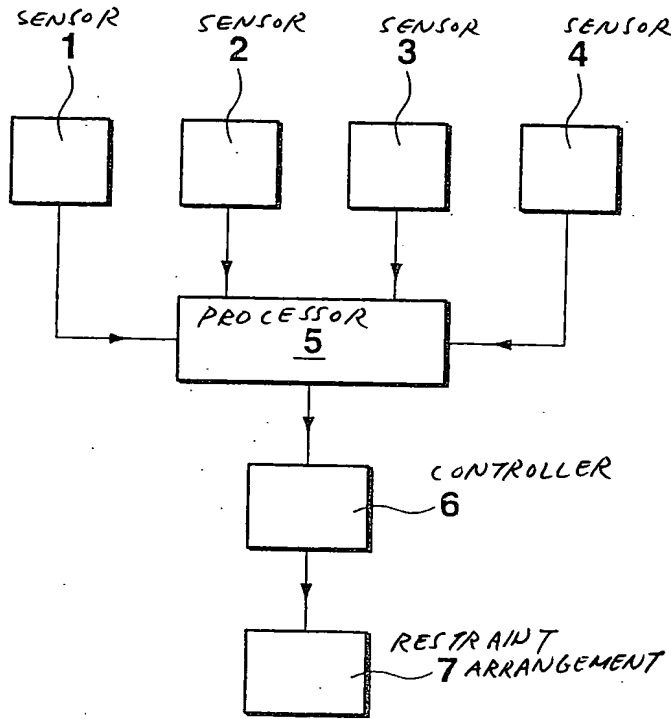 SENSOR SENSOR SENSOR SENSOR
1 2 3 4
PROCESSOR
5
CONTROLLER
6
RESTRAINT
7 ARRANGEMENT